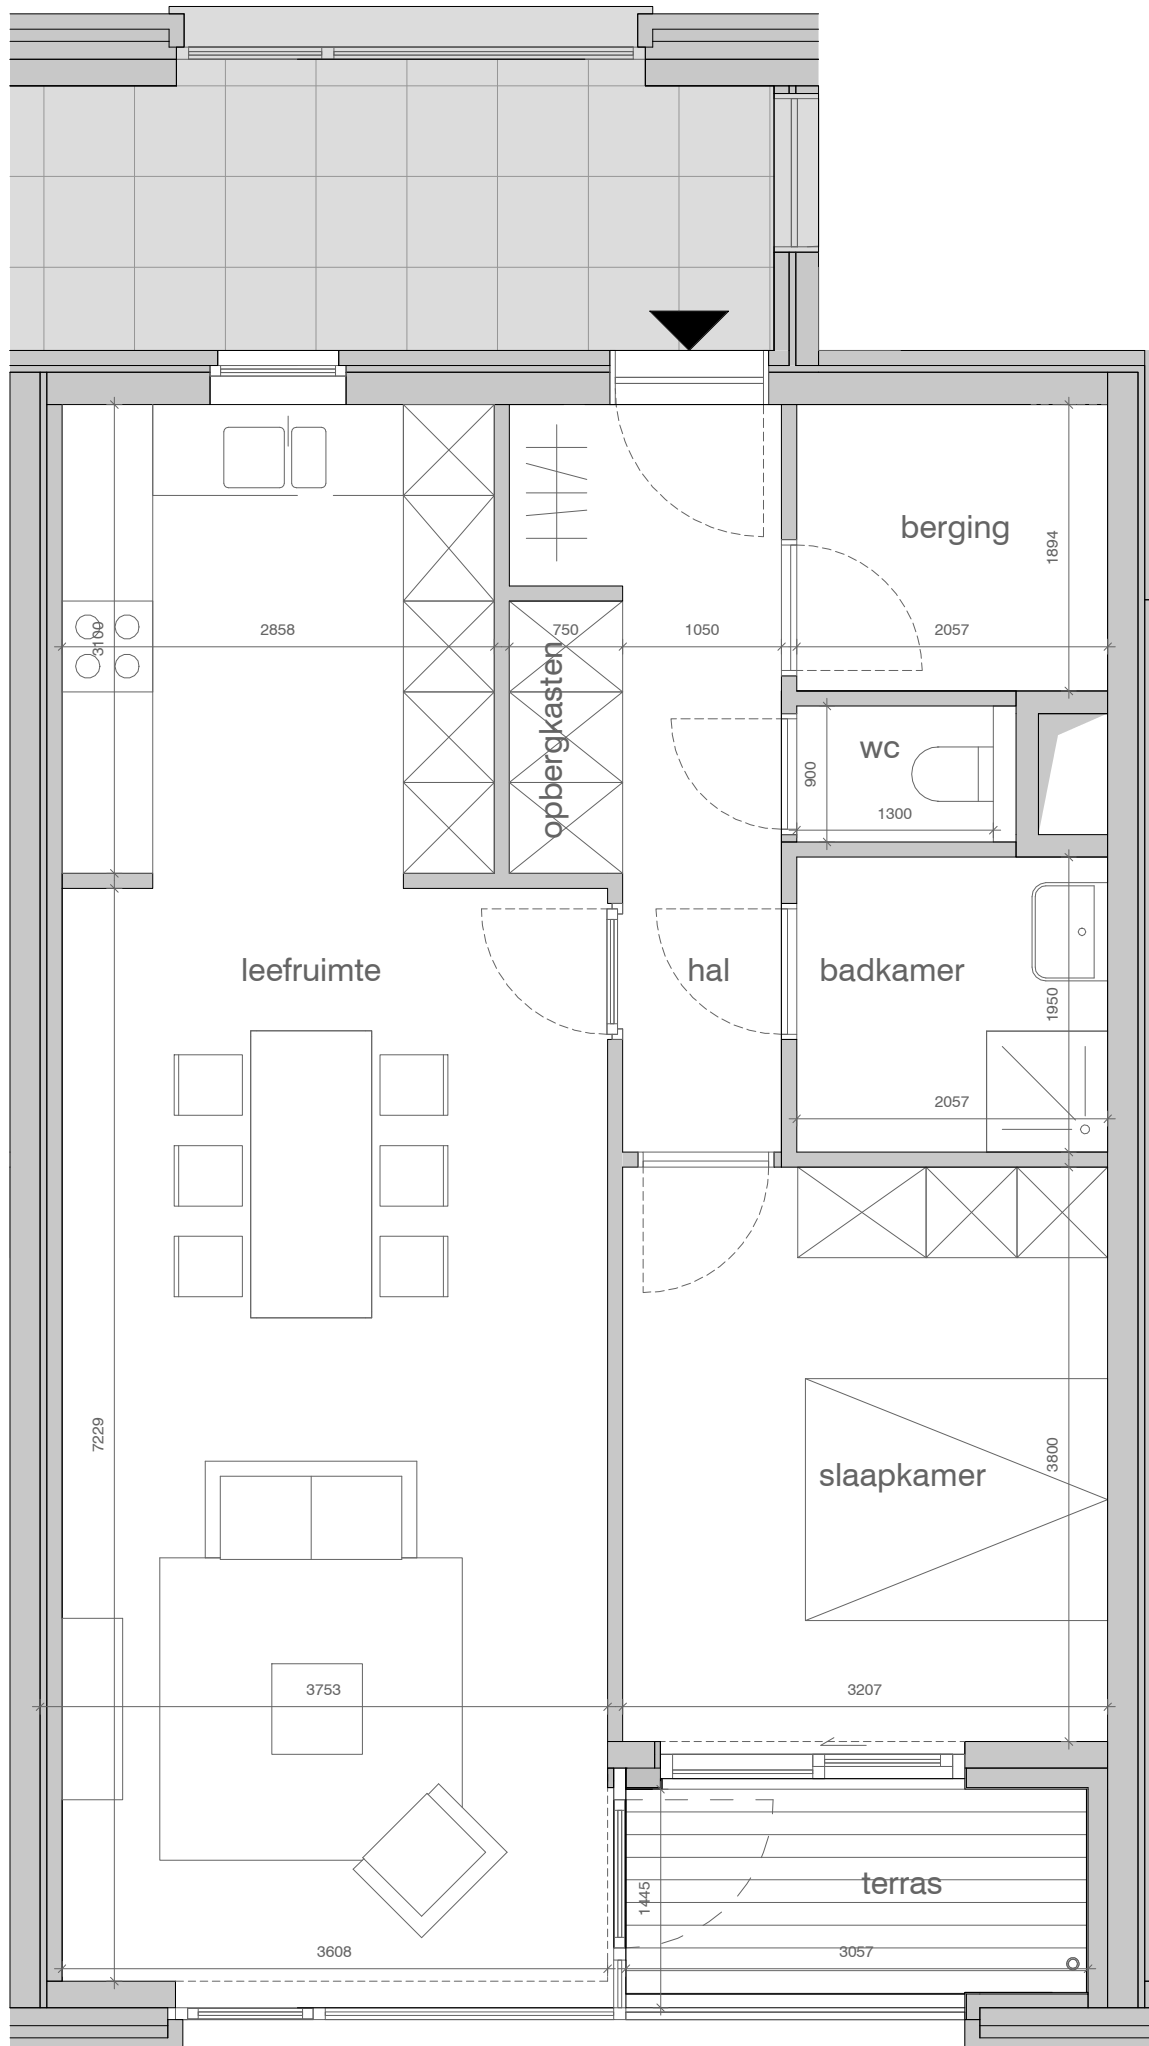 berging
1894
2858
750
1050
2057
3100
opbergkasten
wc
900
1300
leefruimte
hal
badkamer
1950
2057
7229
slaapkamer
3800
3753
3207
terras
1445
3608
3057